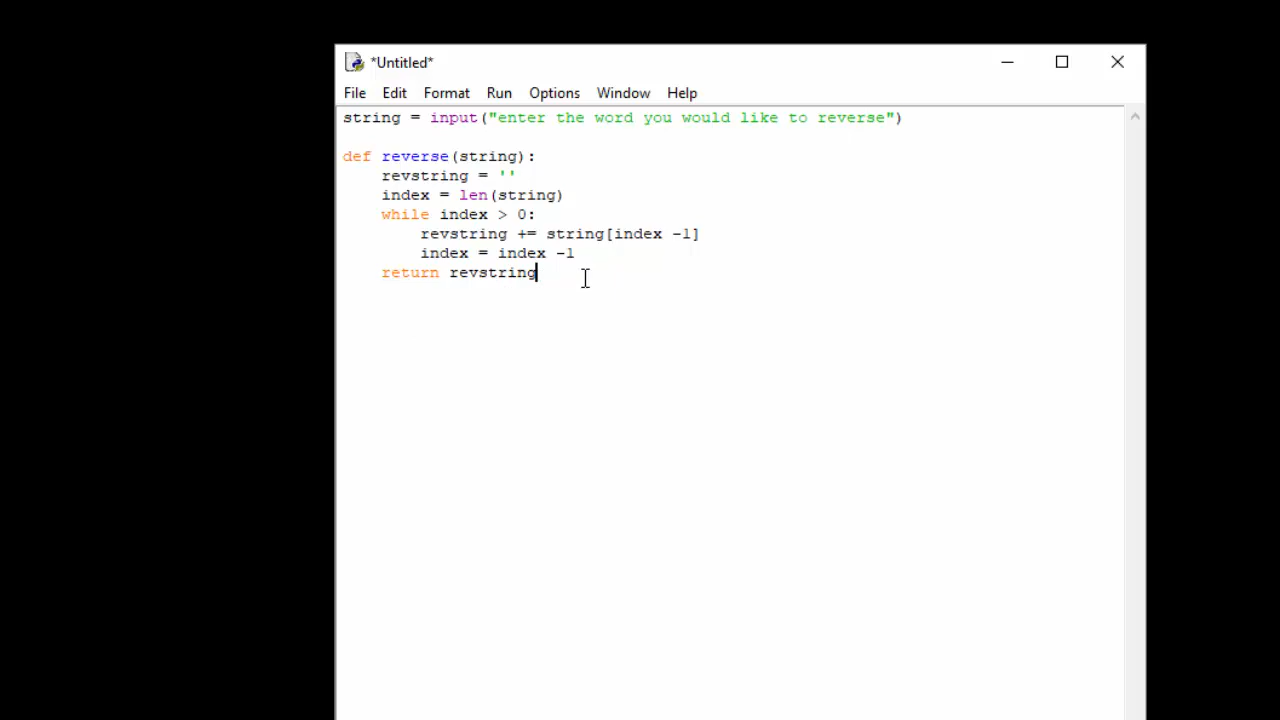 *Untitled*
File Edit Format Run Options Window Help
string = input("enter the word you would like to reverse")
def reverse(string):
    revstring = ''
    index = len(string)
    while index > 0:
        revstring += string[index -1]
        index = index -1
    return revstring